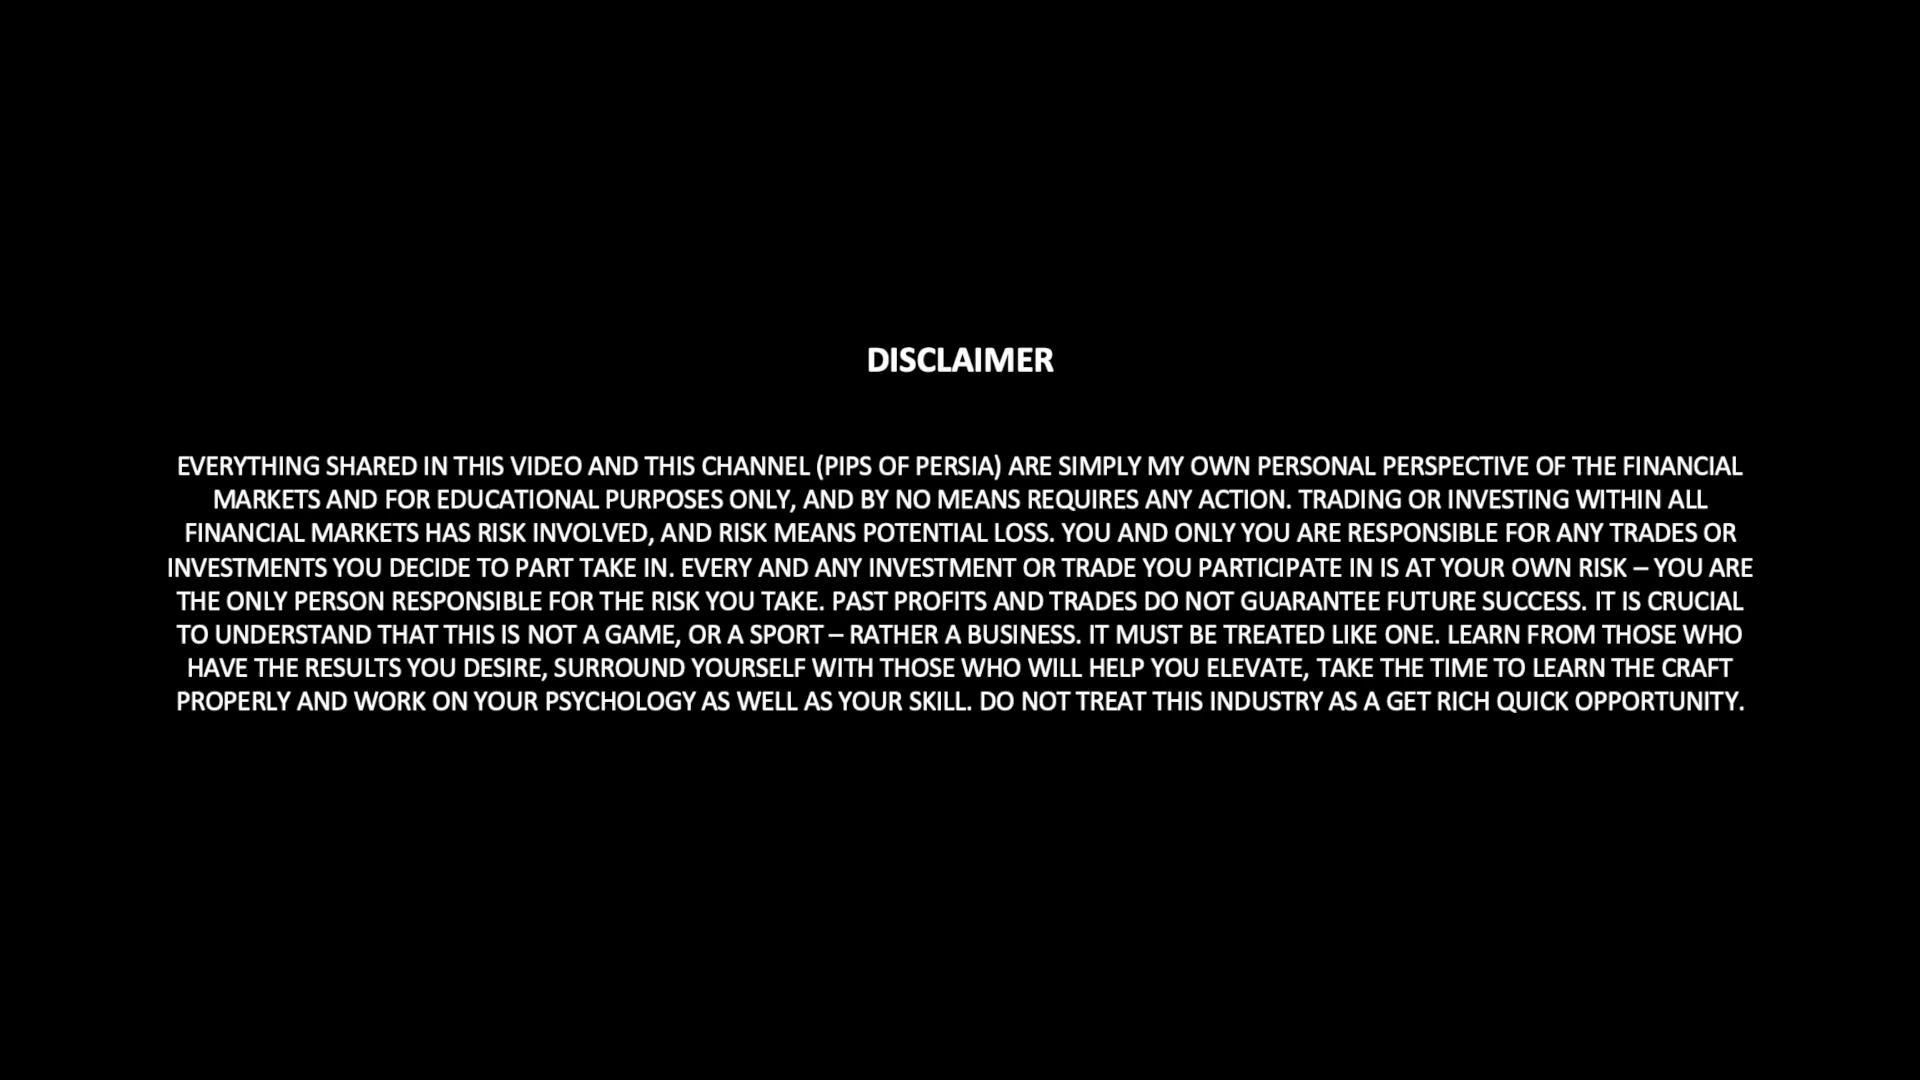 DISCLAIMER
EVERYTHING SHARED IN THIS VIDEO AND THIS CHANNEL (PIPS OF PERSIA) ARE SIMPLY MY OWN PERSONAL PERSPECTIVE OF THE FINANCIAL
MARKETS AND FOR EDUCATIONAL PURPOSES ONLY, AND BY NO MEANS REQUIRES ANY ACTION. TRADING OR INVESTING WITHIN ALL
FINANCIAL MARKETS HAS RISK INVOLVED, AND RISK MEANS POTENTIAL LOSS. YOU AND ONLY YOU ARE RESPONSIBLE FOR ANY TRADES OR
INVESTMENTS YOU DECIDE TO PART TAKE IN. EVERY AND ANY INVESTMENT OR TRADE YOU PARTICIPATE IN IS AT YOUR OWN RISK – YOU ARE
THE ONLY PERSON RESPONSIBLE FOR THE RISK YOU TAKE. PAST PROFITS AND TRADES DO NOT GUARANTEE FUTURE SUCCESS. IT IS CRUCIAL
TO UNDERSTAND THAT THIS IS NOT A GAME, OR A SPORT – RATHER A BUSINESS. IT MUST BE TREATED LIKE ONE. LEARN FROM THOSE WHO
HAVE THE RESULTS YOU DESIRE, SURROUND YOURSELF WITH THOSE WHO WILL HELP YOU ELEVATE, TAKE THE TIME TO LEARN THE CRAFT
PROPERLY AND WORK ON YOUR PSYCHOLOGY AS WELL AS YOUR SKILL. DO NOT TREAT THIS INDUSTRY AS A GET RICH QUICK OPPORTUNITY.